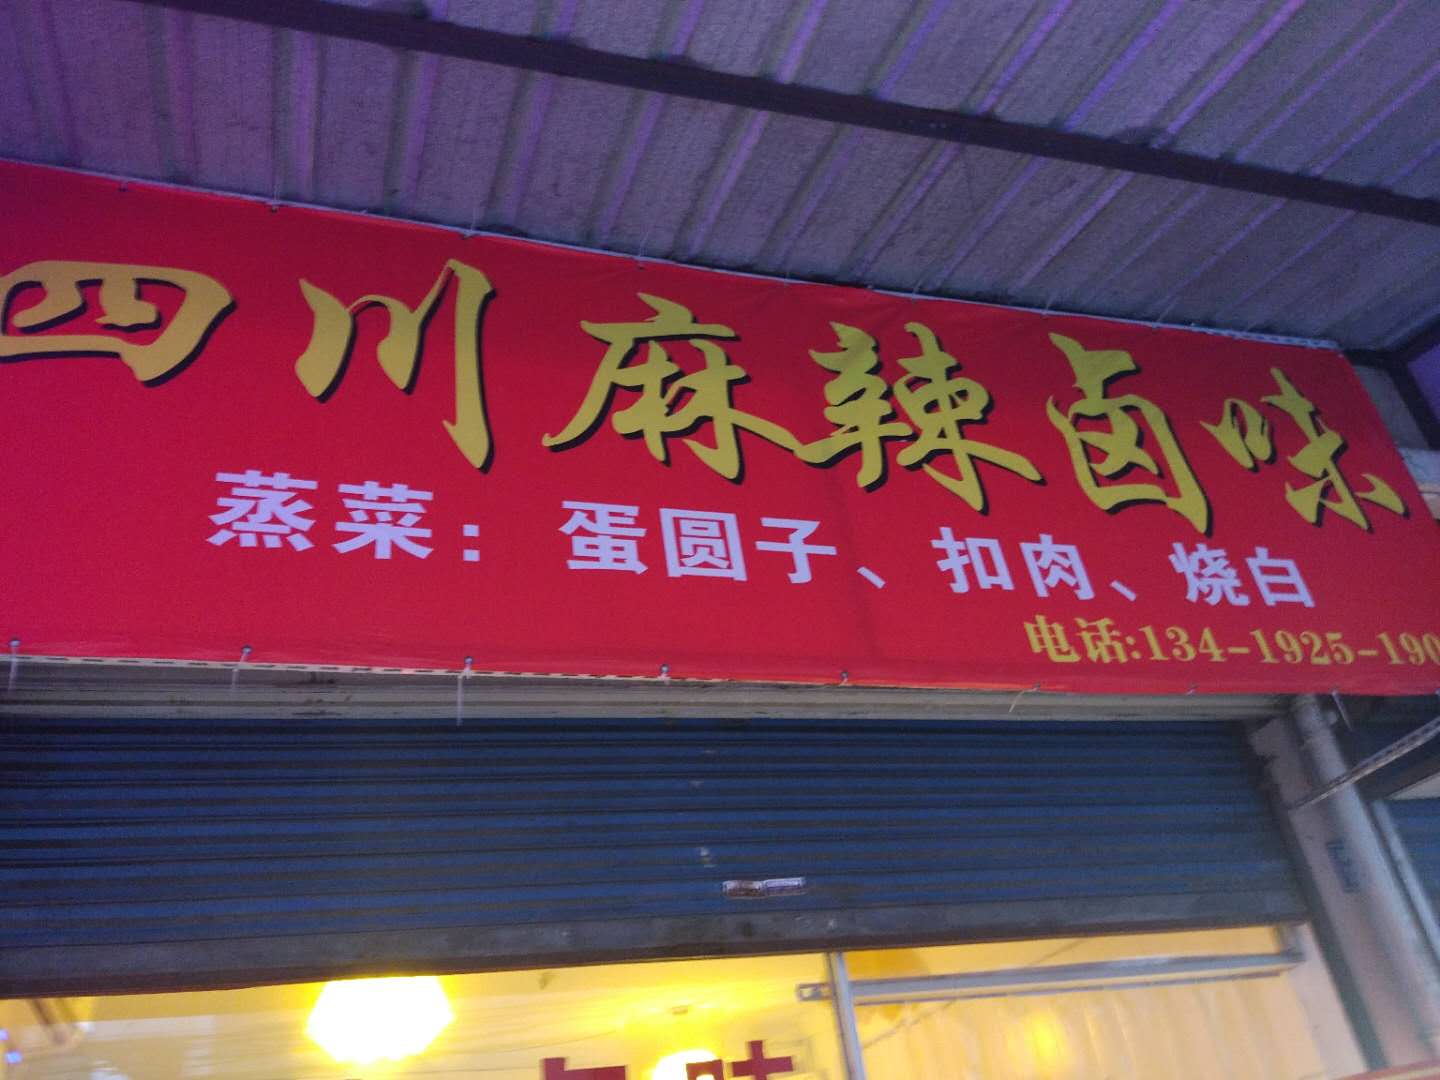 四川麻辣卤味
蒸菜：蛋圆子、扣肉、烧白
电话:134-1925-190
味